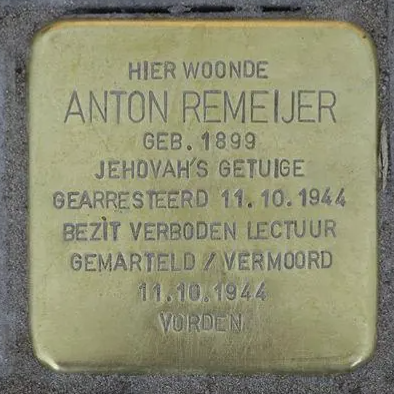 HIER WOONDE
ANTON REMEIJER
GEB. 1899
JEHOVAH'S GETUIGE
GEARRESTEERD 11.10.1944
BEZIT VERBODEN LECTUUR
GEMARTELD / VERMOORD
11.10.1944
VORDEN